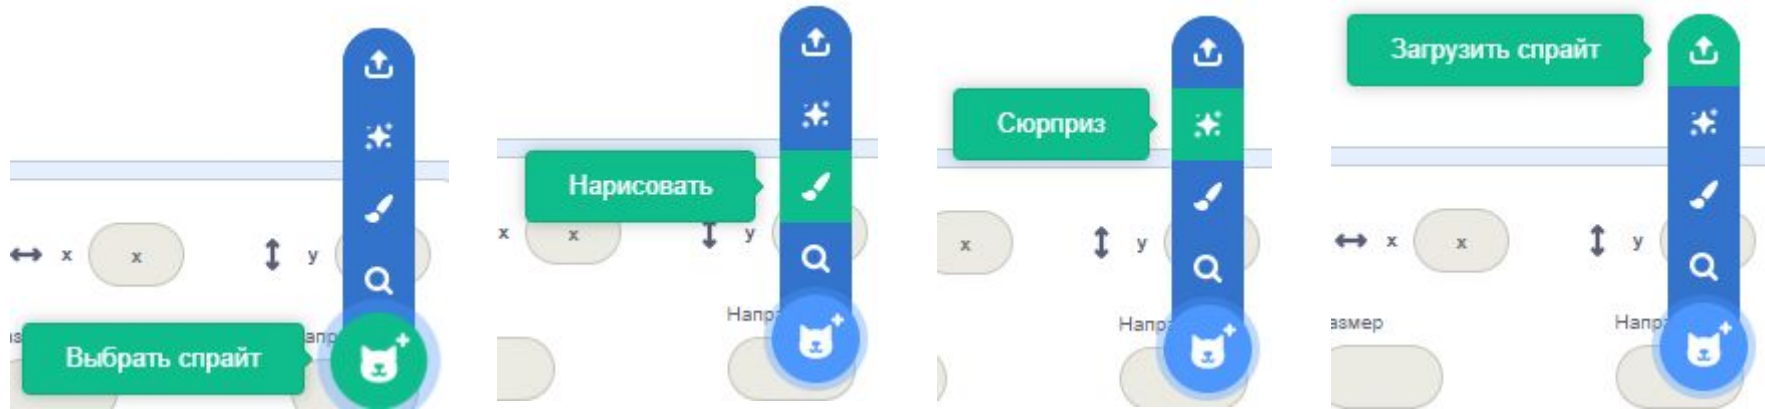 x
x
y
Выбрать спрайт
Нарисовать
x
x
y
Напр
Сюрприз
x
y
Напр
Загрузить спрайт
x
x
y
азмер
Напр